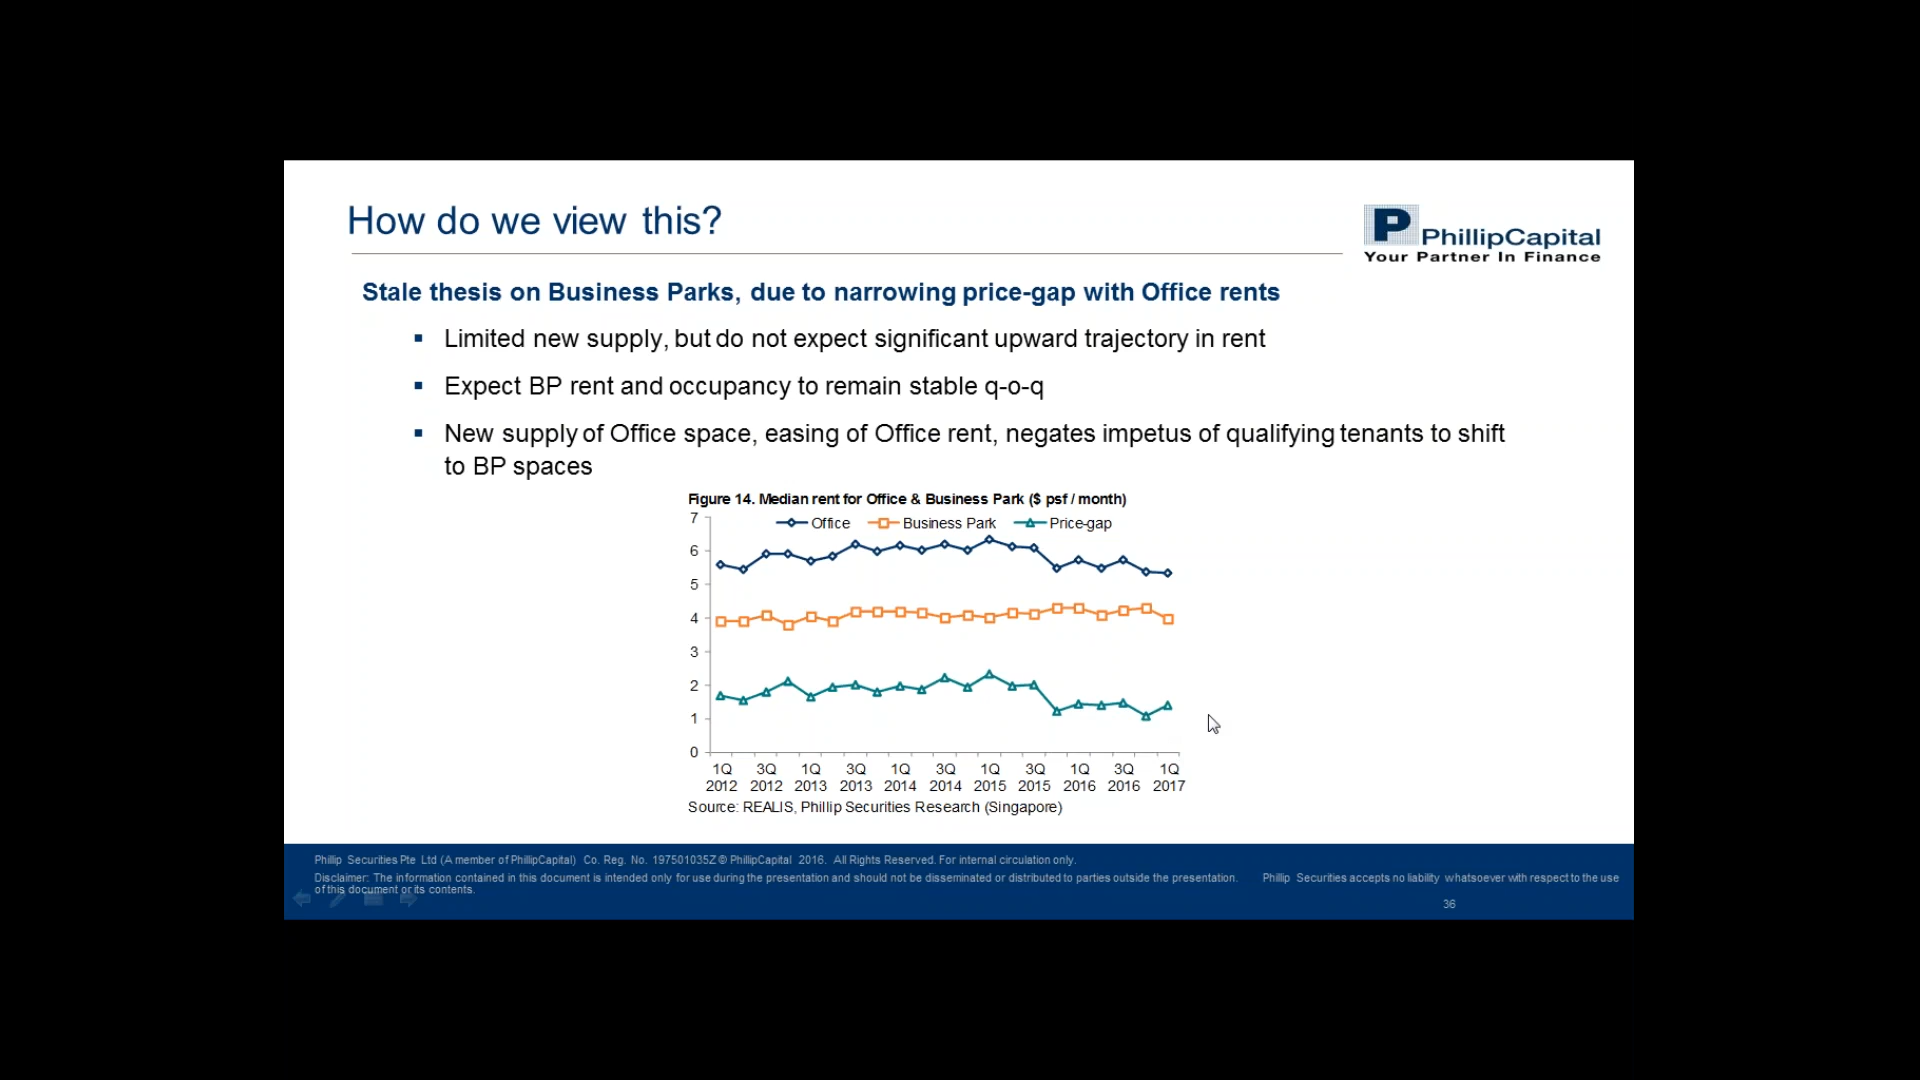 How do we view this?
P PhillipCapital
Your Partner In Finance
Stale thesis on Business Parks, due to narrowing price-gap with Office rents
Limited new supply, but do not expect significant upward trajectory in rent
Expect BP rent and occupancy to remain stable q-o-q
New supply of Office space, easing of Office rent, negates impetus of qualifying tenants to shift
to BP spaces
Figure 14. Median rent for Office & Business Park ($ psf / month)
Office Business Park Price-gap
7
6
5
4
3
2
1
0
1Q 3Q 1Q 3Q 1Q 3Q 1Q 3Q 1Q 3Q 1Q
2012 2012 2013 2013 2014 2014 2015 2015 2016 2016 2017
Source: REALIS, Phillip Securities Research (Singapore)
Phillip Securities Pte Ltd (A member of PhillipCapital) Co. Reg. No. 197501035Z © PhillipCapital 2016. All Rights Reserved. For internal circulation only.
Disclaimer: The information contained in this document is intended only for use during the presentation and should not be disseminated or distributed to parties outside the presentation. Phillip Securities accepts no liability whatsoever with respect to the use
of this document or its contents.
36